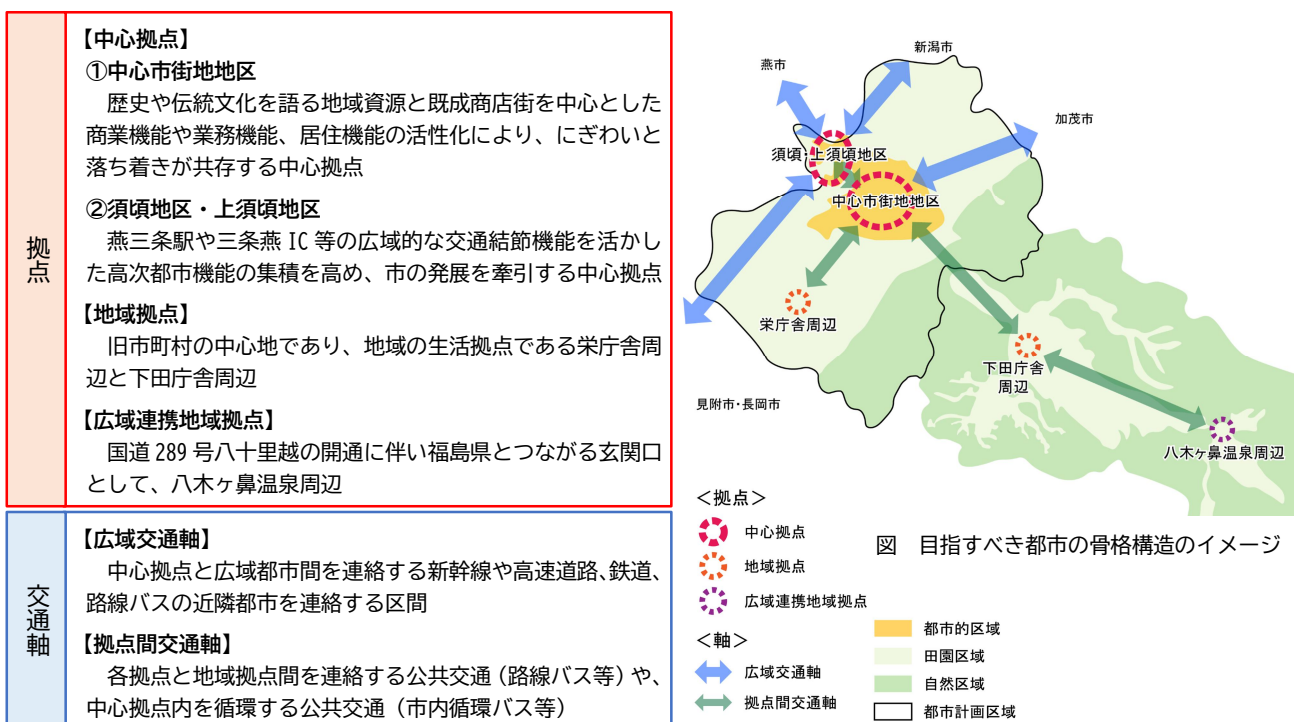 拠点
【中心拠点】
①中心市街地地区
歴史や伝統文化を語る地域資源と既成商店街を中心とした
商業機能や業務機能、居住機能の活性化により、にぎわいと
落ち着きが共存する中心拠点
②須頃地区・上須頃地区
燕三条駅や三条燕 IC 等の広域的な交通結節機能を活かし
た高次都市機能の集積を高め、市の発展を牽引する中心拠点
【地域拠点】
旧市町村の中心地であり、地域の生活拠点である栄庁舎周
辺と下田庁舎周辺
【広域連携地域拠点】
国道 289 号八十里越の開通に伴い福島県とつながる玄関口
として、八木ヶ鼻温泉周辺
交通軸
【広域交通軸】
中心拠点と広域都市間を連絡する新幹線や高速道路、鉄道、
路線バスの近隣都市を連絡する区間
【拠点間交通軸】
各拠点と地域拠点間を連絡する公共交通（路線バス等）や、
中心拠点内を循環する公共交通（市内循環バス等）
新潟市
燕市
加茂市
須頃・上須頃地区
中心市街地地区
栄庁舎周辺
下田庁舎
周辺
見附市・長岡市
八木ヶ鼻温泉周辺
＜拠点＞
中心拠点
地域拠点
広域連携地域拠点
＜軸＞
広域交通軸
拠点間交通軸
図　目指すべき都市の骨格構造のイメージ
都市的区域
田園区域
自然区域
都市計画区域